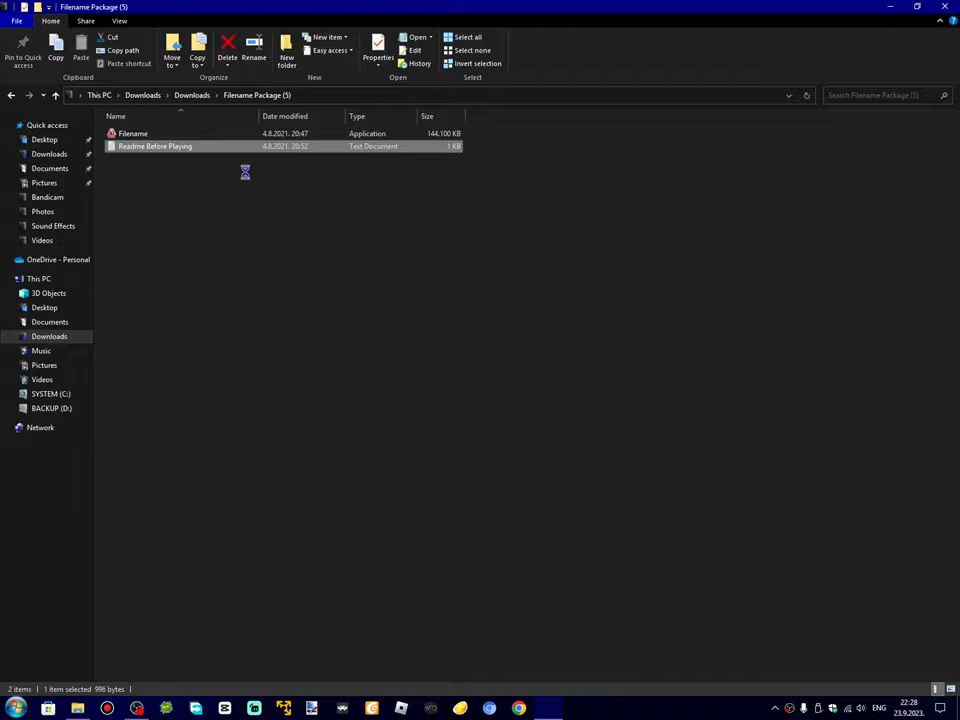 Filename Package (5)
File
Home
Share
View
Pin to Quick access
Copy
Paste
Cut
Copy path
Paste shortcut
Clipboard
Move to
Copy to
Delete
Rename
Organize
New folder
New item
Easy access
New
Properties
Open
Edit
History
Open
Select all
Select none
Invert selection
Select
This PC
Downloads
Downloads
Filename Package (5)
Search Filename Package (5)
Name
Date modified
Type
Size
Filename
4.8.2021. 20:47
Application
144.100 KB
Readme Before Playing
4.8.2021. 20:52
Text Document
1 KB
Quick access
Desktop
Downloads
Documents
Pictures
Bandicam
Photos
Sound Effects
Videos
OneDrive - Personal
This PC
3D Objects
Desktop
Documents
Downloads
Music
Pictures
Videos
SYSTEM (C:)
BACKUP (D:)
Network
2 items
1 item selected 996 bytes
ENG
22:28
23.9.2023.